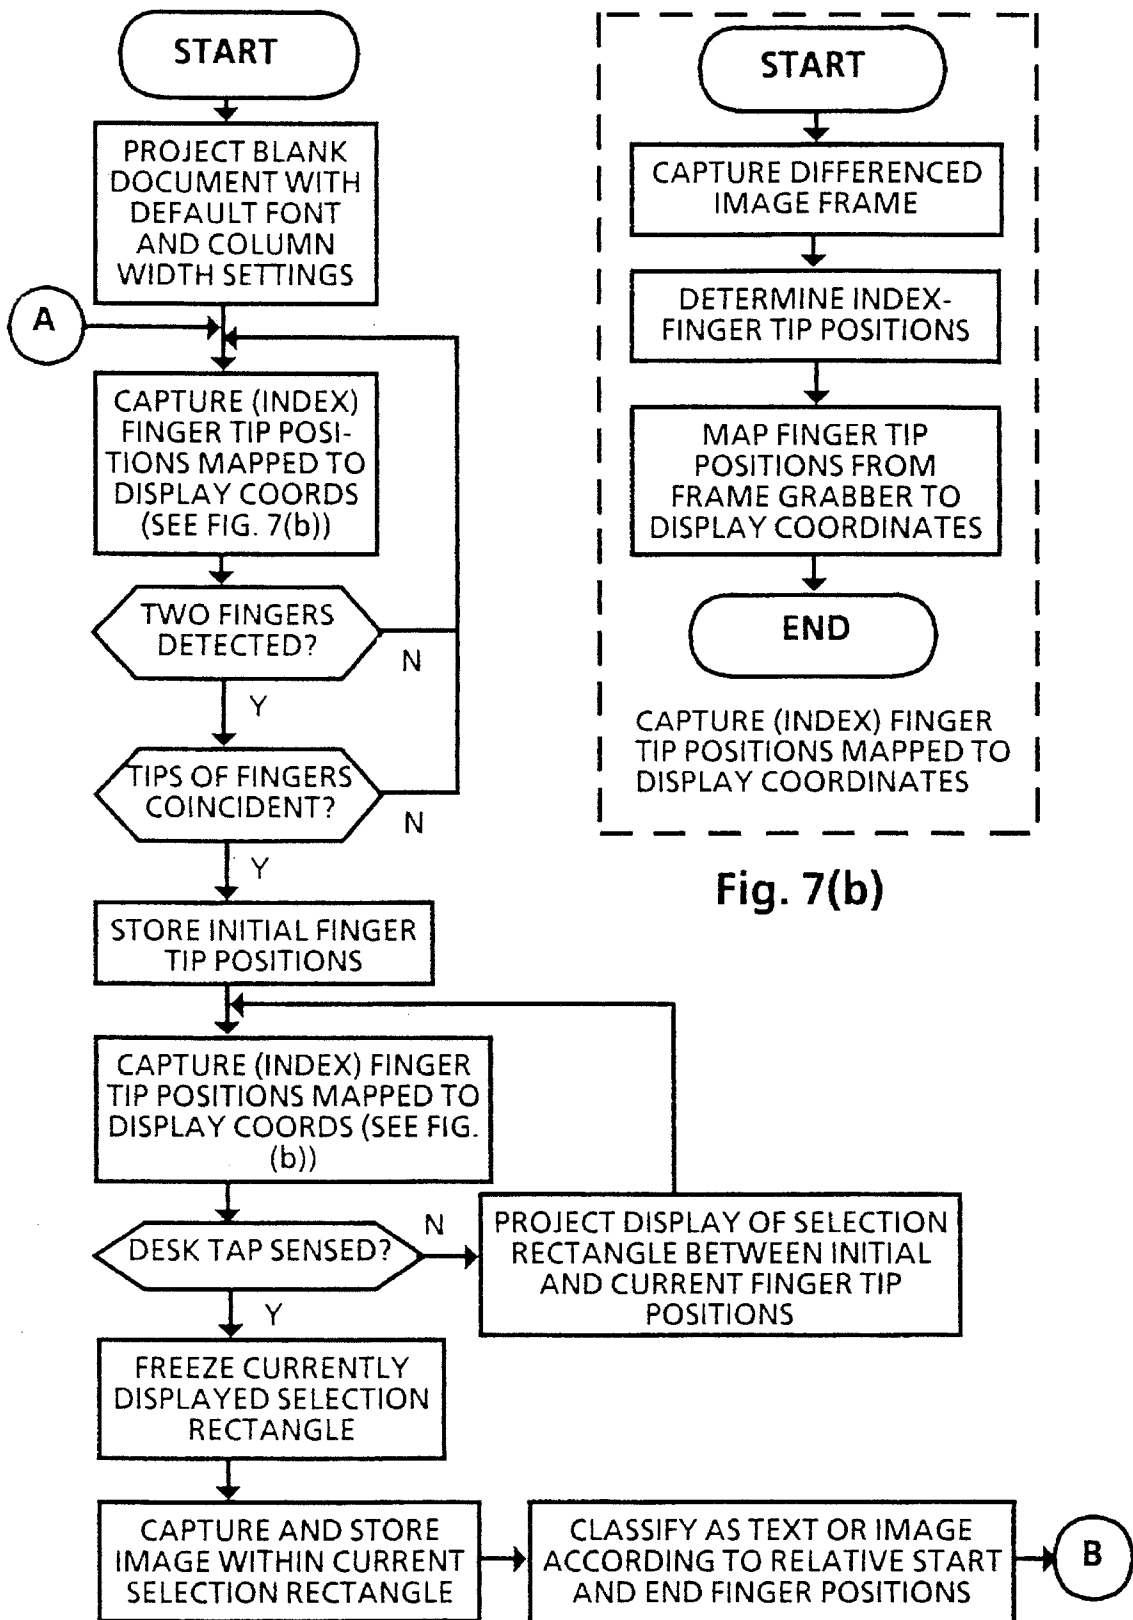 START
PROJECT BLANK
DOCUMENT WITH
DEFAULT FONT
AND COLUMN
WIDTH SETTINGS
A
CAPTURE (INDEX)
FINGER TIP POSI-
TIONS MAPPED TO
DISPLAY COORDS
(SEE FIG. 7(b))
TWO FINGERS
DETECTED?
N
Y
TIPS OF FINGERS
COINCIDENT?
N
Y
STORE INITIAL FINGER
TIP POSITIONS
CAPTURE (INDEX) FINGER
TIP POSITIONS MAPPED TO
DISPLAY COORDS (SEE FIG.
(b))
DESK TAP SENSED?
N
PROJECT DISPLAY OF SELECTION
RECTANGLE BETWEEN INITIAL
AND CURRENT FINGER TIP
POSITIONS
Y
FREEZE CURRENTLY
DISPLAYED SELECTION
RECTANGLE
CAPTURE AND STORE
IMAGE WITHIN CURRENT
SELECTION RECTANGLE
CLASSIFY AS TEXT OR IMAGE
ACCORDING TO RELATIVE START
AND END FINGER POSITIONS
B
START
CAPTURE DIFFERENCED
IMAGE FRAME
DETERMINE INDEX-
FINGER TIP POSITIONS
MAP FINGER TIP
POSITIONS FROM
FRAME GRABBER TO
DISPLAY COORDINATES
END
CAPTURE (INDEX) FINGER
TIP POSITIONS MAPPED TO
DISPLAY COORDINATES
Fig. 7(b)